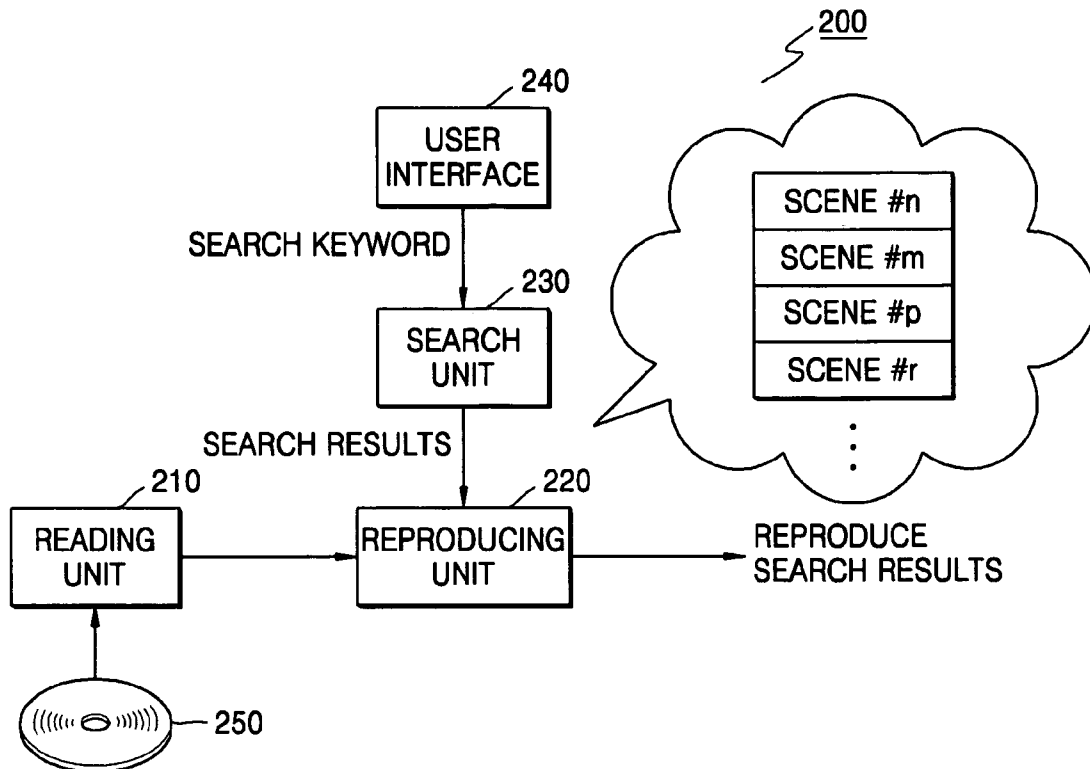 200
240
USER
INTERFACE
SEARCH KEYWORD
230
SEARCH
UNIT
SEARCH RESULTS
SCENE #n
SCENE #m
SCENE #p
SCENE #r
210
READING
UNIT
220
REPRODUCING
UNIT
REPRODUCE
SEARCH RESULTS
250